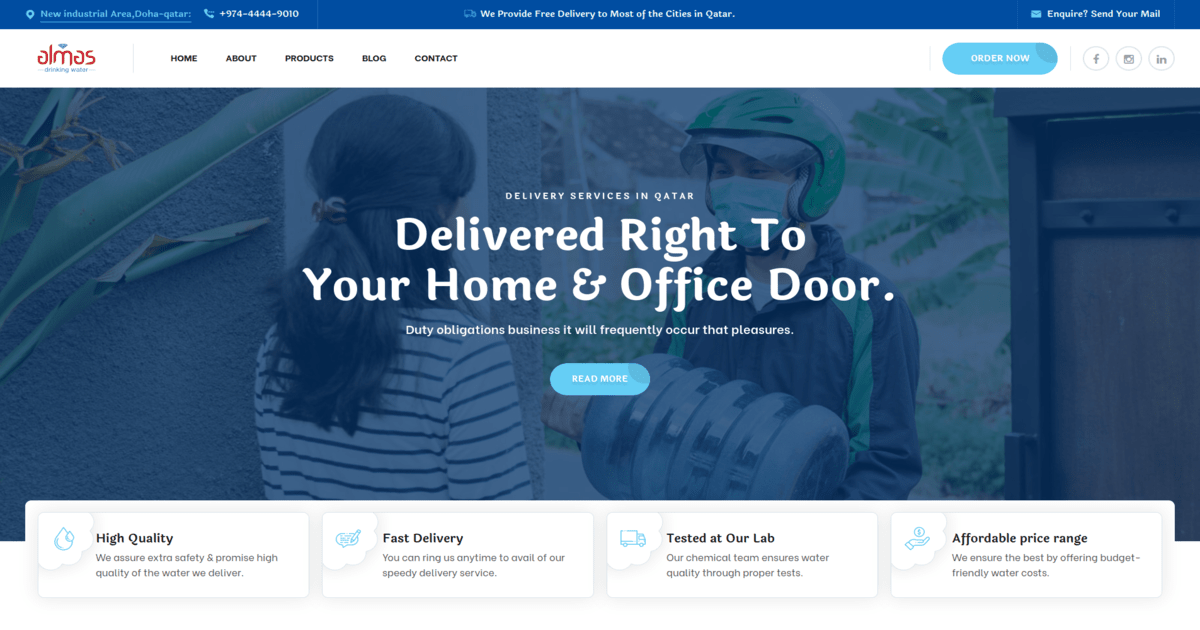 New industrial Area,Doha-qatar:
+974-4444-9010
We Provide Free Delivery to Most of the Cities in Qatar.
Enquire? Send Your Mail
almas
drinking water
HOME
ABOUT
PRODUCTS
BLOG
CONTACT
ORDER NOW
DELIVERY SERVICES IN QATAR
Delivered Right To
Your Home & Office Door.
Duty obligations business it will frequently occur that pleasures.
READ MORE
High Quality
We assure extra safety & promise high
quality of the water we deliver.
Fast Delivery
You can ring us anytime to avail of our
speedy delivery service.
Tested at Our Lab
Our chemical team ensures water
quality through proper tests.
Affordable price range
We ensure the best by offering budget-
friendly water costs.